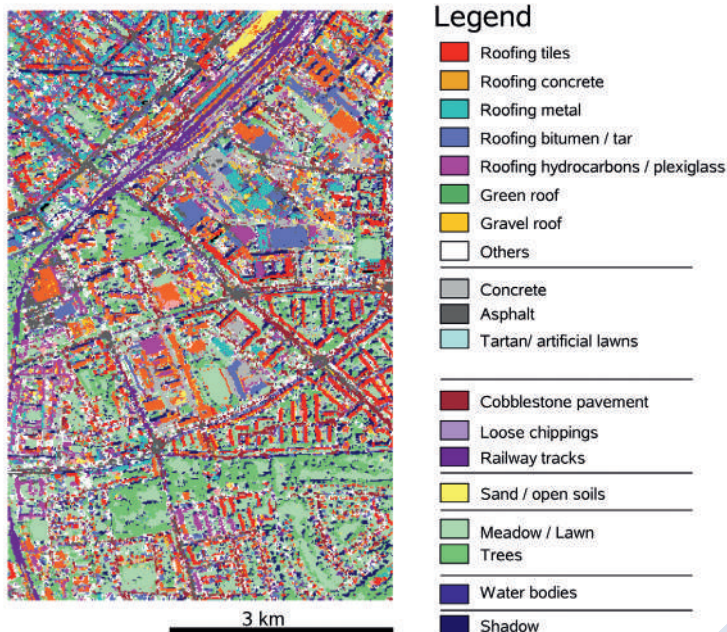 Legend
Roofing tiles
Roofing concrete
Roofing metal
Roofing bitumen / tar
Roofing hydrocarbons / plexiglass
Green roof
Gravel roof
Others
Concrete
Asphalt
Tartan/ artificial lawns
Cobblestone pavement
Loose chippings
Railway tracks
Sand / open soils
Meadow / Lawn
Trees
Water bodies
Shadow
3 km